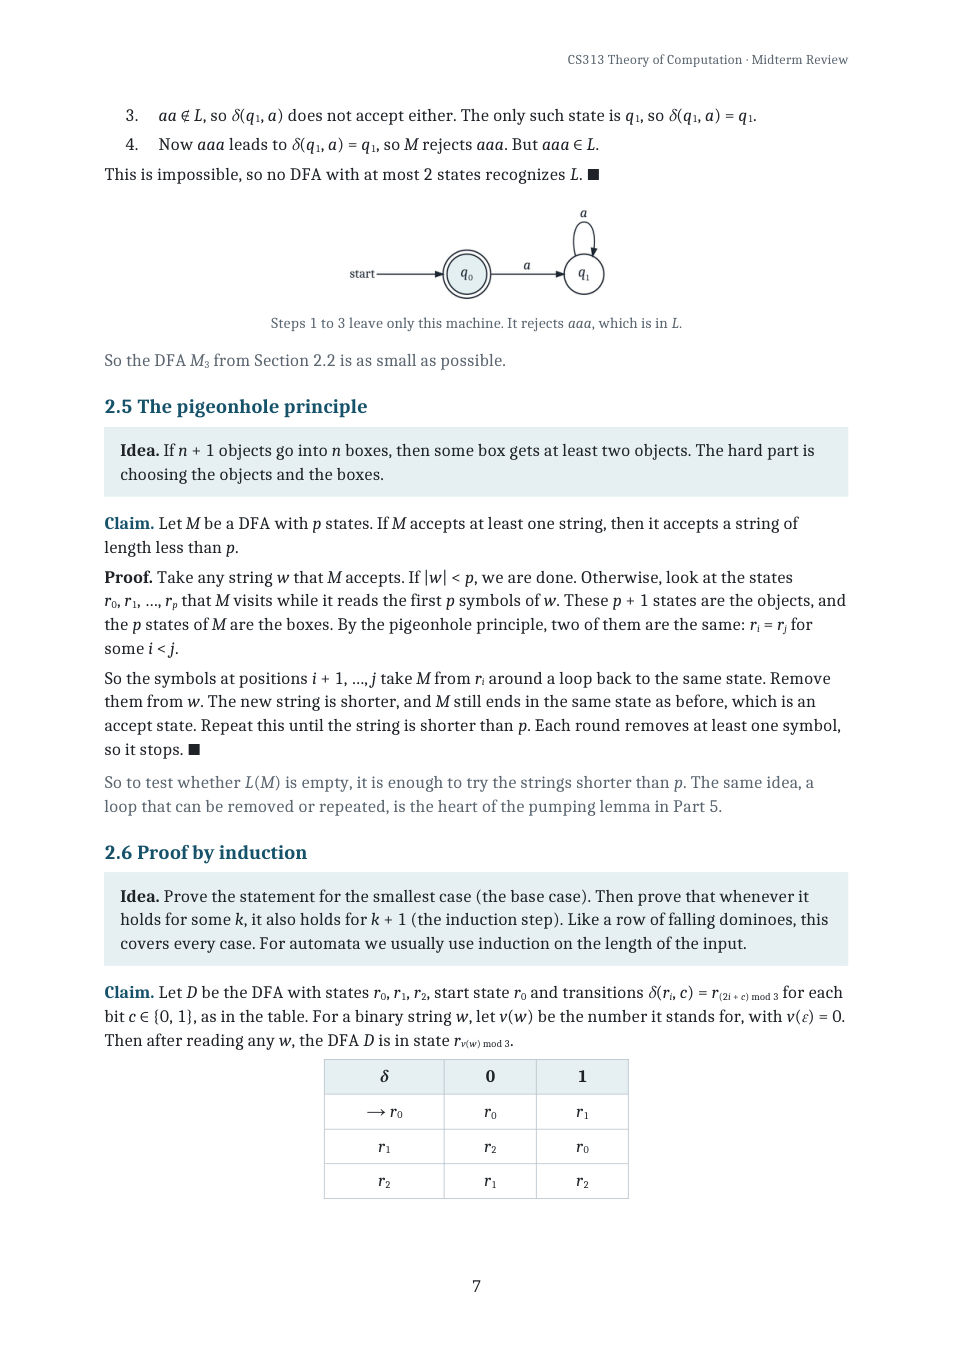 CS313 Theory of Computation · Midterm Review
3. aa ∉ L, so δ(q₁, a) does not accept either. The only such state is q₁, so δ(q₁, a) = q₁.
4. Now aaa leads to δ(q₁, a) = q₁, so M rejects aaa. But aaa ∈ L.
This is impossible, so no DFA with at most 2 states recognizes L. ■
a
start q₀ a q₁
Steps 1 to 3 leave only this machine. It rejects aaa, which is in L.
So the DFA M₃ from Section 2.2 is as small as possible.
2.5 The pigeonhole principle
Idea. If n + 1 objects go into n boxes, then some box gets at least two objects. The hard part is
choosing the objects and the boxes.
Claim. Let M be a DFA with p states. If M accepts at least one string, then it accepts a string of
length less than p.
Proof. Take any string w that M accepts. If |w| < p, we are done. Otherwise, look at the states
r₀, r₁, …, rₚ that M visits while it reads the first p symbols of w. These p + 1 states are the objects, and
the p states of M are the boxes. By the pigeonhole principle, two of them are the same: rᵢ = rⱼ for
some i < j.
So the symbols at positions i + 1, …, j take M from rᵢ around a loop back to the same state. Remove
them from w. The new string is shorter, and M still ends in the same state as before, which is an
accept state. Repeat this until the string is shorter than p. Each round removes at least one symbol,
so it stops. ■
So to test whether L(M) is empty, it is enough to try the strings shorter than p. The same idea, a
loop that can be removed or repeated, is the heart of the pumping lemma in Part 5.
2.6 Proof by induction
Idea. Prove the statement for the smallest case (the base case). Then prove that whenever it
holds for some k, it also holds for k + 1 (the induction step). Like a row of falling dominoes, this
covers every case. For automata we usually use induction on the length of the input.
Claim. Let D be the DFA with states r₀, r₁, r₂, start state r₀ and transitions δ(rᵢ, c) = r(2i + c) mod 3 for each
bit c ∈ {0, 1}, as in the table. For a binary string w, let v(w) be the number it stands for, with v(ε) = 0.
Then after reading any w, the DFA D is in state rv(w) mod 3.
δ 0 1
→ r₀ r₀ r₁
r₁ r₂ r₀
r₂ r₁ r₂
7